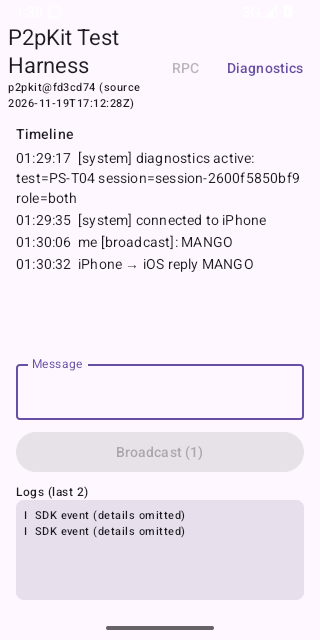 P2pKit Test
Harness
RPC
Diagnostics
p2pkit@fd3cd74 (source
2026-11-19T17:12:28Z)
Timeline
01:29:17 [system] diagnostics active:
test=PS-T04 session=session-2600f5850bf9
role=both
01:29:35 [system] connected to iPhone
01:30:06 me [broadcast]: MANGO
01:30:32 iPhone → iOS reply MANGO
Message
Broadcast (1)
Logs (last 2)
I SDK event (details omitted)
I SDK event (details omitted)